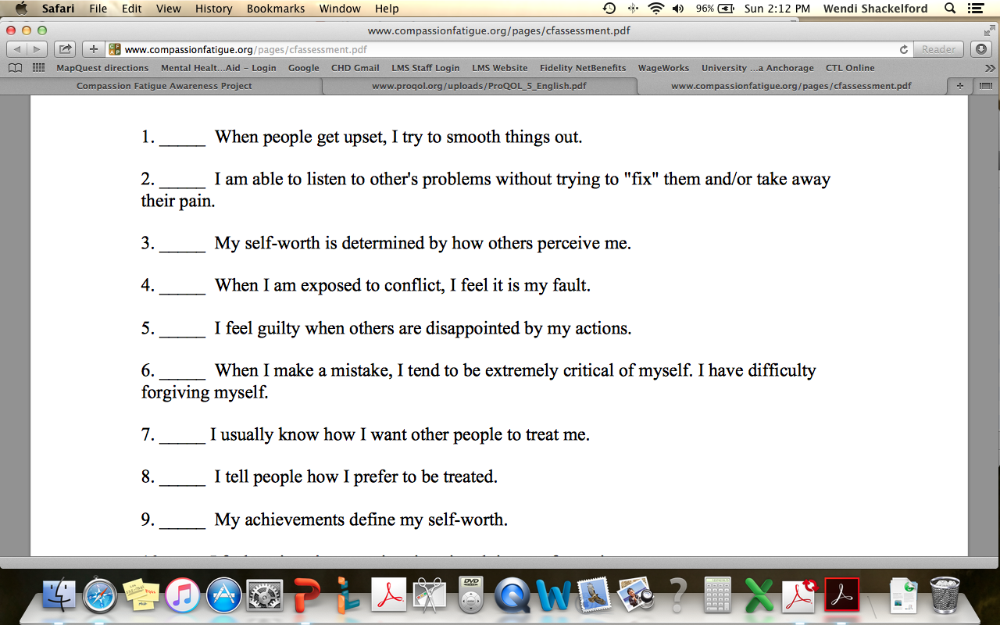 Safari File Edit View History Bookmarks Window Help 96% Sun 2:12 PM Wendi Shackelford
www.compassionfatigue.org/pages/cfassessment.pdf
www.compassionfatigue.org/pages/cfassessment.pdf Reader
MapQuest directions Mental Healt...Aid – Login Google CHD Gmail LMS Staff Login LMS Website Fidelity NetBenefits WageWorks University ...a Anchorage CTL Online
Compassion Fatigue Awareness Project www.proqol.org/uploads/ProQOL_5_English.pdf www.compassionfatigue.org/pages/cfassessment.pdf
1. _____ When people get upset, I try to smooth things out.
2. _____ I am able to listen to other's problems without trying to "fix" them and/or take away
their pain.
3. _____ My self-worth is determined by how others perceive me.
4. _____ When I am exposed to conflict, I feel it is my fault.
5. _____ I feel guilty when others are disappointed by my actions.
6. _____ When I make a mistake, I tend to be extremely critical of myself. I have difficulty
forgiving myself.
7. _____ I usually know how I want other people to treat me.
8. _____ I tell people how I prefer to be treated.
9. _____ My achievements define my self-worth.
DVD